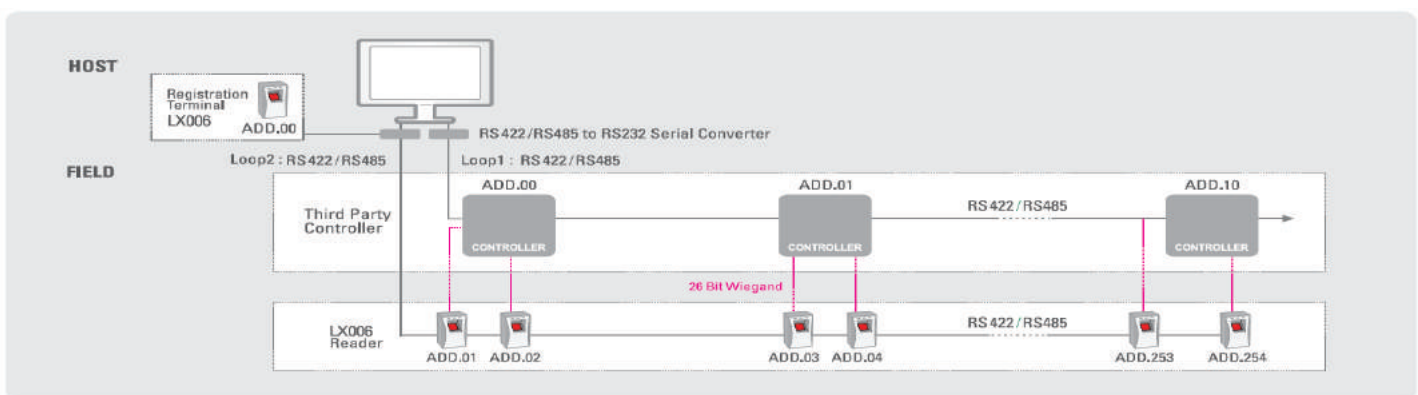 HOST
Registration
Terminal
LX006
ADD.00
RS422/RS485 to RS232 Serial Converter
Loop2 : RS422/RS485
Loop1 : RS422/RS485
FIELD
ADD.00
ADD.01
ADD.10
Third Party
Controller
RS422/RS485
CONTROLLER
CONTROLLER
CONTROLLER
26 Bit Wiegand
LX006
Reader
RS422/RS485
ADD.01
ADD.02
ADD.03
ADD.04
ADD.253
ADD.254